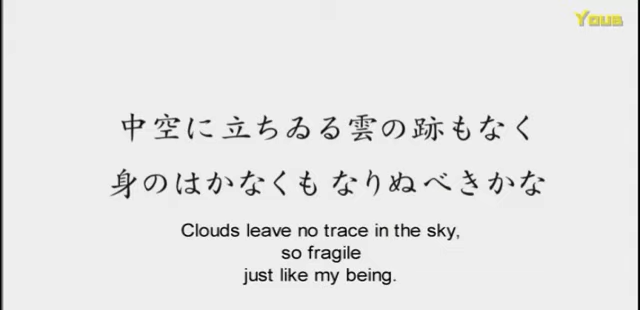 Yous
中空に立ちゐる雲の跡もなく
身のはかなくもなりぬべきかな
Clouds leave no trace in the sky,
so fragile
just like my being.